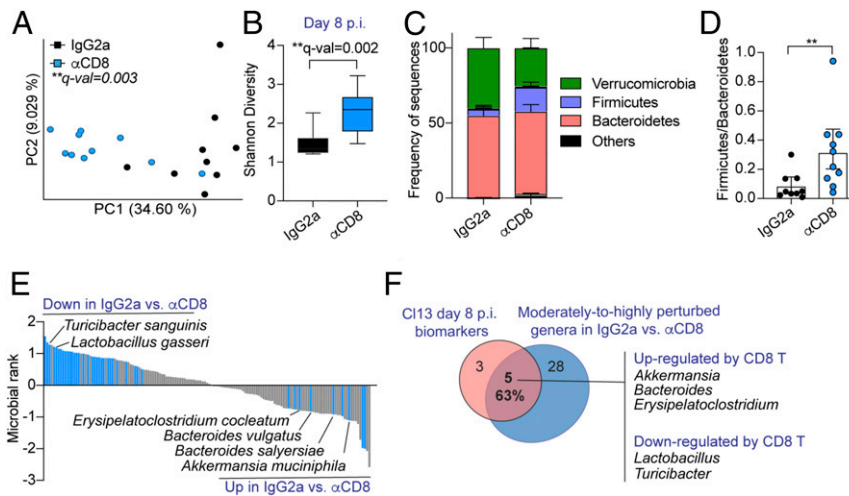 A
IgG2a
αCD8
**q-val=0.003
PC2 (9.029 %)
PC1 (34.60 %)
B
Day 8 p.i.
**q-val=0.002
Shannon Diversity
4
3
2
1
0
IgG2a
αCD8
C
Frequency of sequences
100
50
0
IgG2a
αCD8
Verrucomicrobia
Firmicutes
Bacteroidetes
Others
D
**
Firmicutes/Bacteroidetes
1.0
0.8
0.6
0.4
0.2
0.0
IgG2a
αCD8
E
Down in IgG2a vs. αCD8
Turicibacter sanguinis
Lactobacillus gasseri
Microbial rank
2
1
0
-1
-2
-3
Erysipelatoclostridium cocleatum
Bacteroides vulgatus
Bacteroides salyersiae
Akkermansia muciniphila
Up in IgG2a vs. αCD8
F
Cl13 day 8 p.i.
biomarkers
Moderately-to-highly perturbed
genera in IgG2a vs. αCD8
3
5
63%
28
Up-regulated by CD8 T
Akkermansia
Bacteroides
Erysipelatoclostridium
Down-regulated by CD8 T
Lactobacillus
Turicibacter